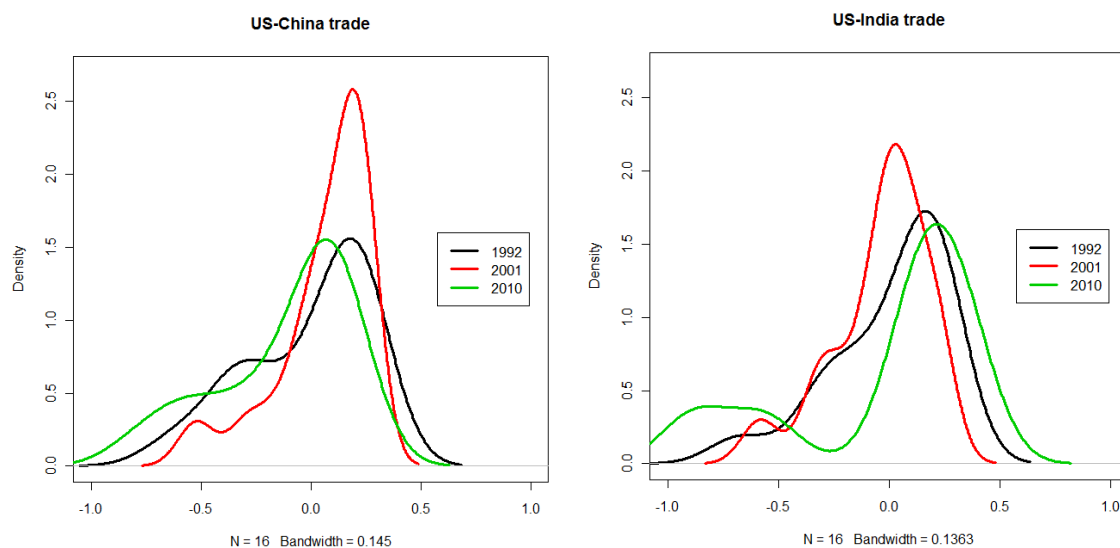 US-China trade
Density
0.0 0.5 1.0 1.5 2.0 2.5
1992
2001
2010
-1.0 -0.5 0.0 0.5 1.0
N = 16 Bandwidth = 0.145
US-India trade
Density
0.0 0.5 1.0 1.5 2.0 2.5
1992
2001
2010
-1.0 -0.5 0.0 0.5 1.0
N = 16 Bandwidth = 0.1363